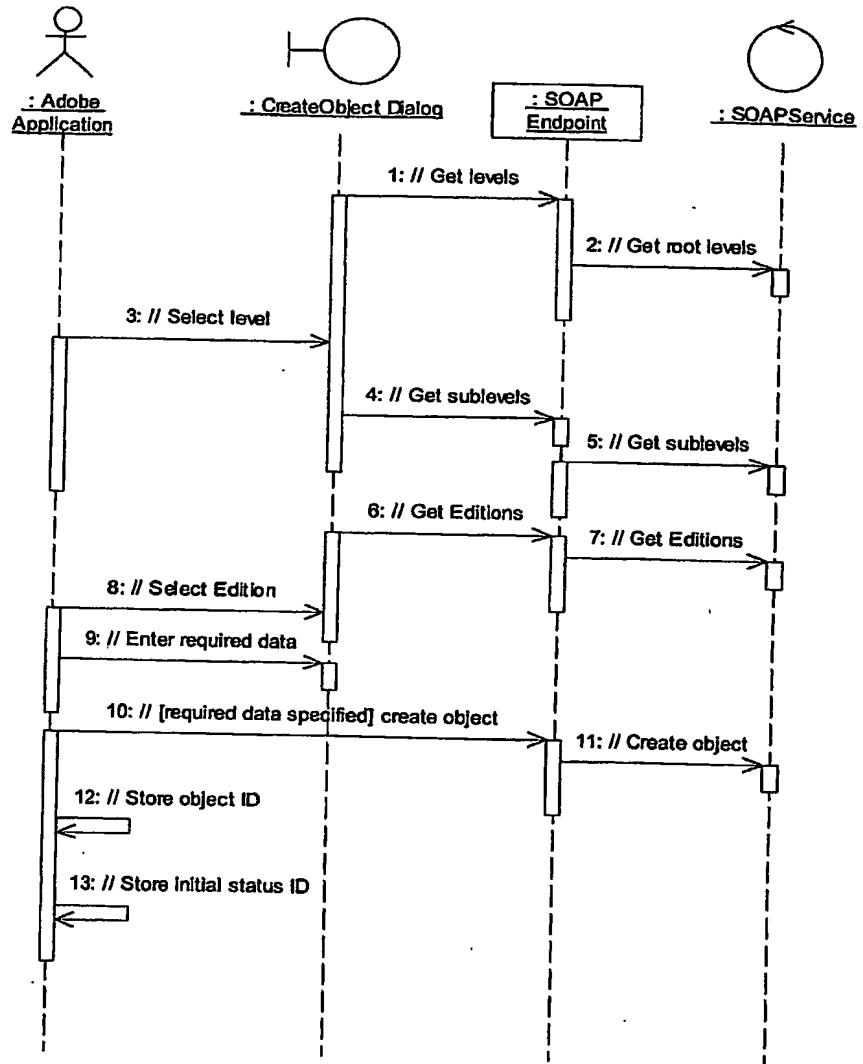 : Adobe
Application
: CreateObject Dialog
: SOAP
Endpoint
: SOAPService
1: // Get levels
2: // Get root levels
3: // Select level
4: // Get sublevels
5: // Get sublevels
6: // Get Editions
7: // Get Editions
8: // Select Edition
9: // Enter required data
10: // [required data specified] create object
11: // Create object
12: // Store object ID
13: // Store initial status ID